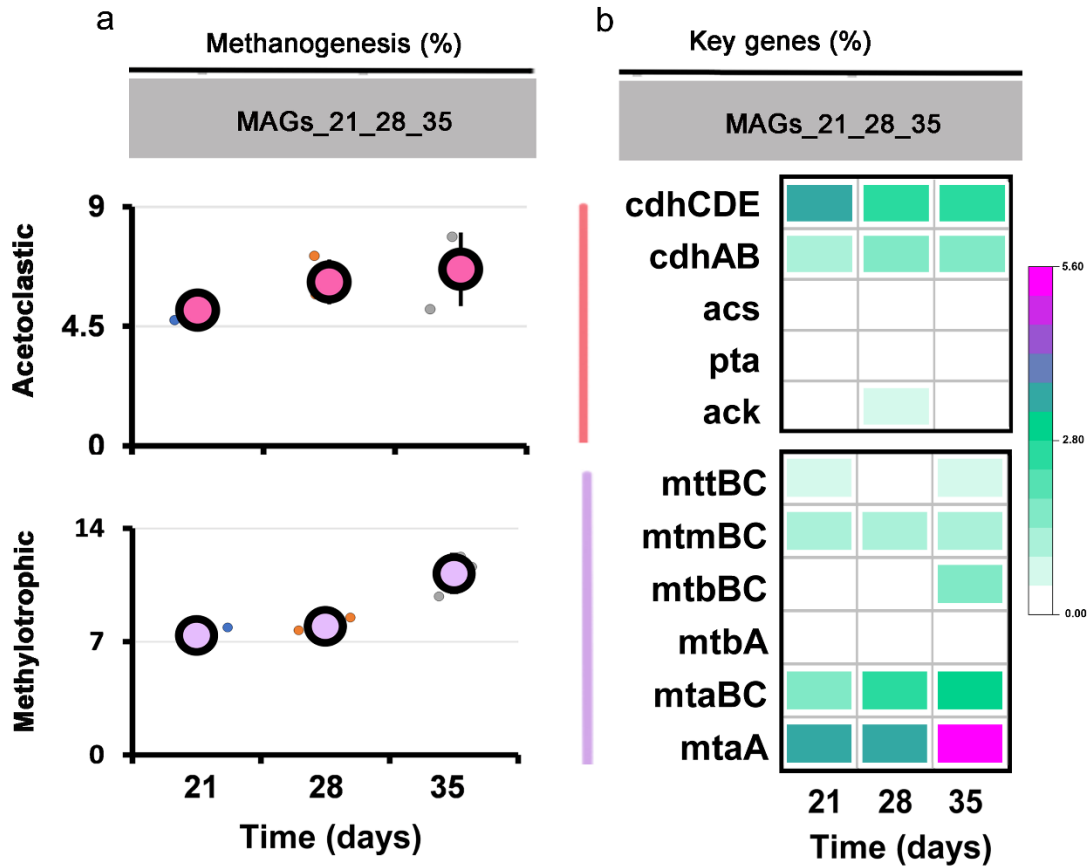 a
Methanogenesis (%)
MAGs_21_28_35
Acetoclastic
9
4.5
0
Methylotrophic
14
7
0
21 28 35
Time (days)
b
Key genes (%)
MAGs_21_28_35
cdhCDE
cdhAB
acs
pta
ack
mttBC
mtmBC
mtbBC
mtbA
mtaBC
mtaA
21 28 35
Time (days)
5.60
2.80
0.00